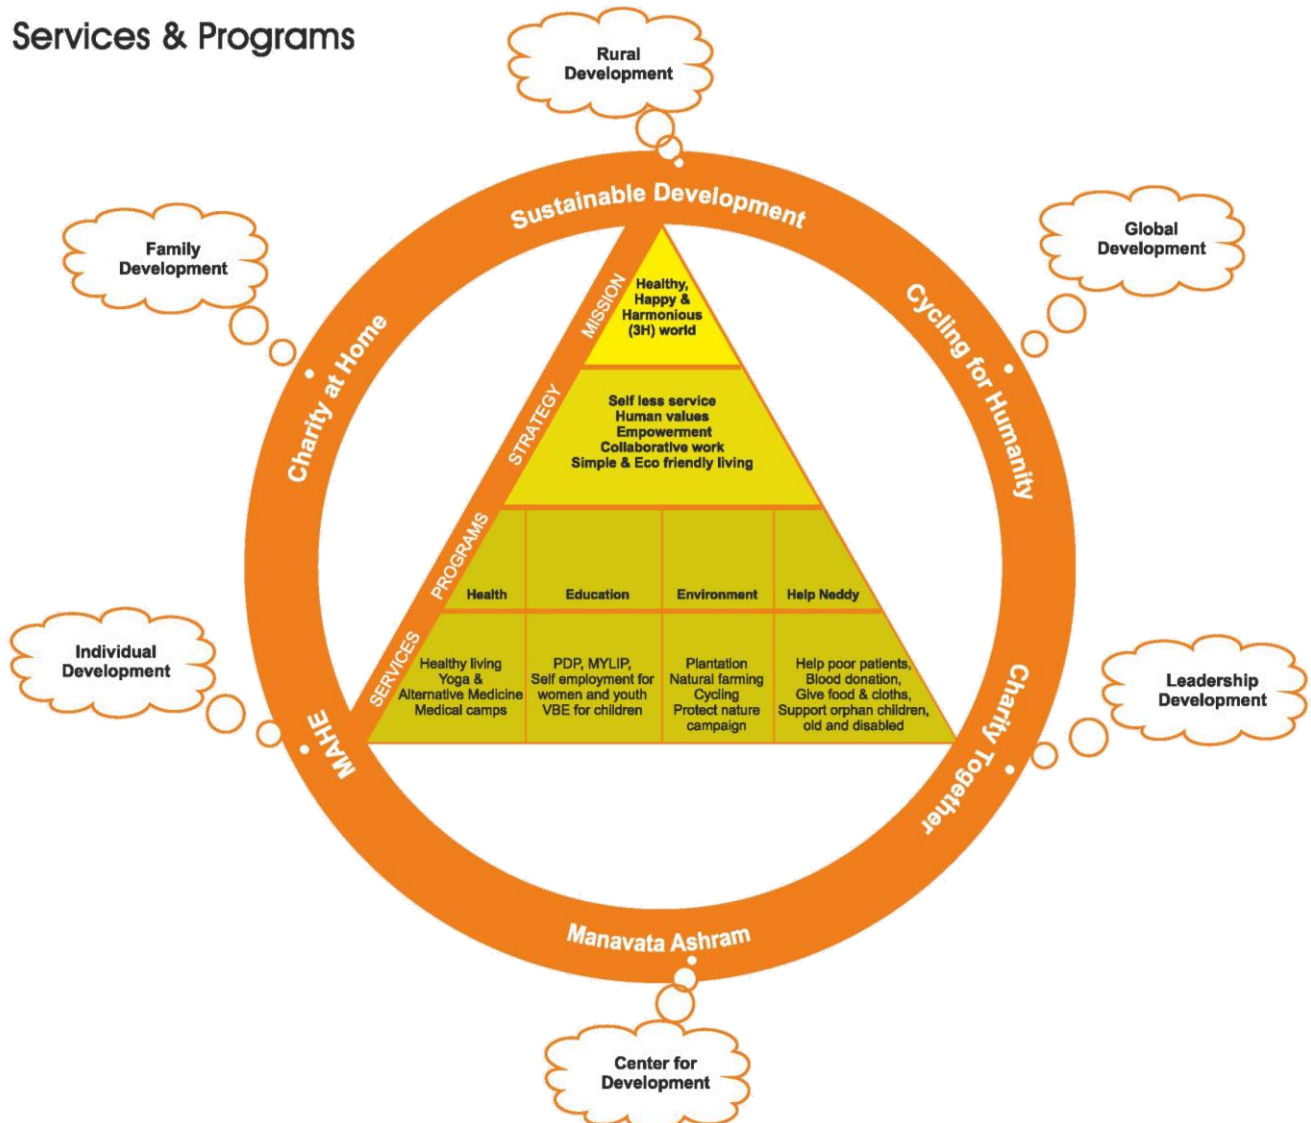 Services & Programs
Rural
Development
Family
Development
Global
Development
Sustainable Development
Charity at Home
Cycling for Humanity
MISSION
Healthy,
Happy &
Harmonious
(3H) world
STRATEGY
Self less service
Human values
Empowerment
Collaborative work
Simple & Eco friendly living
PROGRAMS
Health
Education
Environment
Help Neddy
SERVICES
Healthy living
Yoga &
Alternative Medicine
Medical camps
PDP, MYLIP,
Self employment for
women and youth
VBE for children
Plantation
Natural farming
Cycling
Protect nature
campaign
Help poor patients,
Blood donation,
Give food & cloths,
Support orphan children,
old and disabled
Individual
Development
MAHE
Charity Together
Leadership
Development
Manavata Ashram
Center for
Development